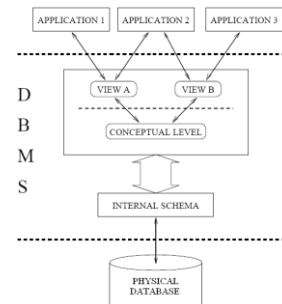 APPLICATION 1 APPLICATION 2 APPLICATION 3
VIEW A VIEW B
D
B
CONCEPTUAL LEVEL
M
S
INTERNAL SCHEMA
PHYSICAL
DATABASE